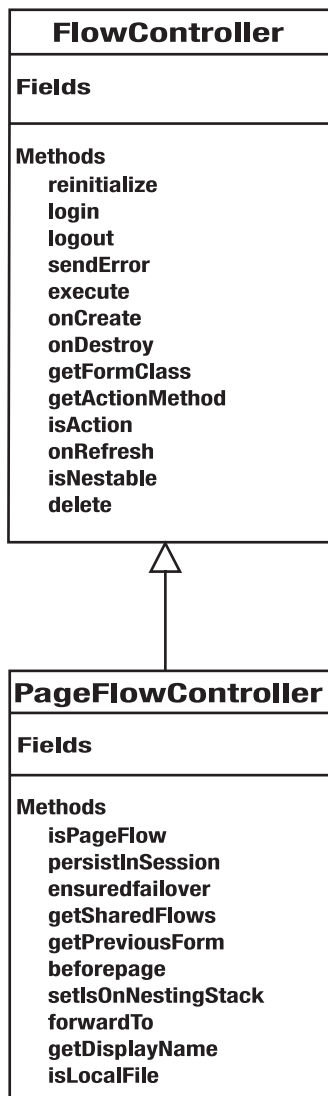 FlowController
Fields
Methods
reinitialize
login
logout
sendError
execute
onCreate
onDestroy
getFormClass
getActionMethod
isAction
onRefresh
isNestable
delete
PageFlowController
Fields
Methods
isPageFlow
persistInSession
ensuredfailover
getSharedFlows
getPreviousForm
beforepage
setIsOnNestingStack
forwardTo
getDisplayName
isLocalFile